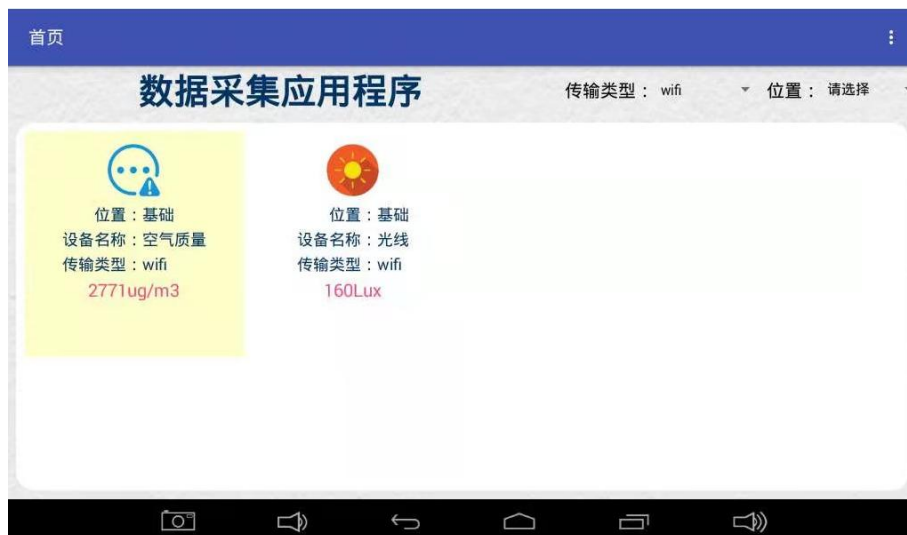 首页
数据采集应用程序
传输类型： wifi
位置： 请选择
位置：基础
设备名称：空气质量
传输类型：wifi
2771ug/m3
位置：基础
设备名称：光线
传输类型：wifi
160Lux